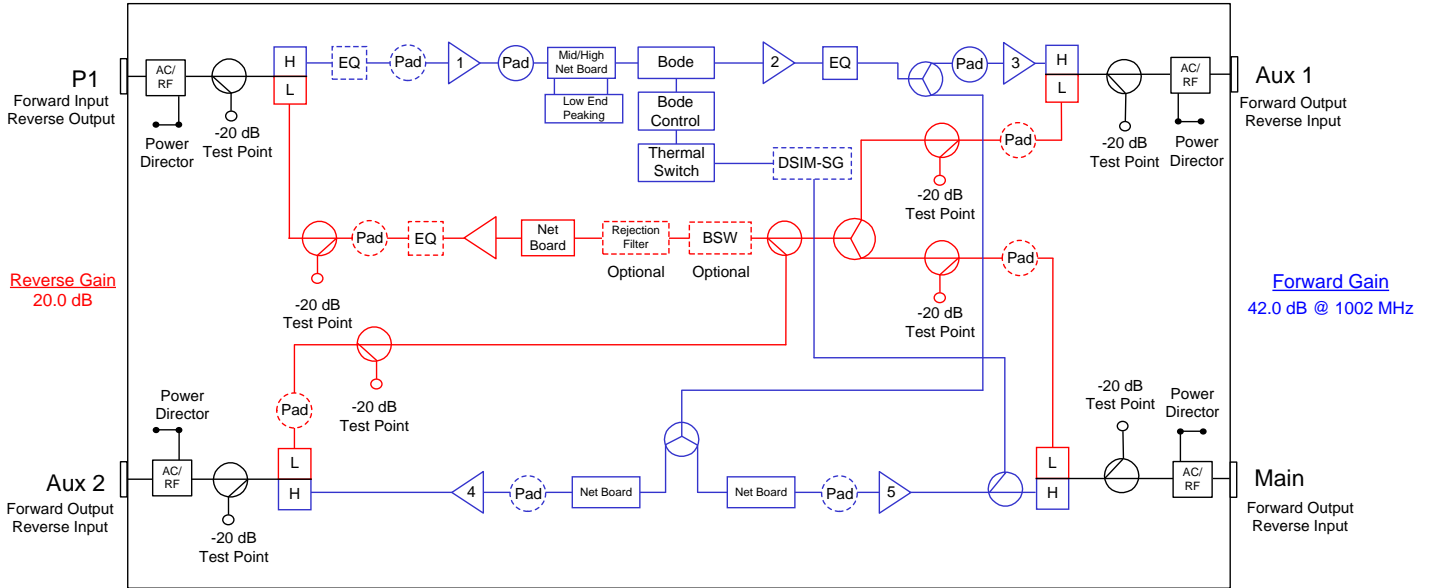 P1
Forward Input
Reverse Output
AC/
RF
Power
Director
-20 dB
Test Point
H
L
EQ
Pad
1
Pad
Mid/High
Net Board
Low End
Peaking
Bode
Bode
Control
Thermal
Switch
DSIM-SG
2
EQ
Pad
3
H
L
Pad
-20 dB
Test Point
-20 dB
Test Point
AC/
RF
Power
Director
Aux 1
Forward Output
Reverse Input
Reverse Gain
20.0 dB
-20 dB
Test Point
Pad
EQ
Net
Board
Rejection
Filter
Optional
BSW
Optional
-20 dB
Test Point
Pad
Forward Gain
42.0 dB @ 1002 MHz
-20 dB
Test Point
Pad
Power
Director
Aux 2
Forward Output
Reverse Input
AC/
RF
-20 dB
Test Point
L
H
4
Pad
Net Board
Net Board
Pad
5
L
H
-20 dB
Test Point
Power
Director
AC/
RF
Main
Forward Output
Reverse Input